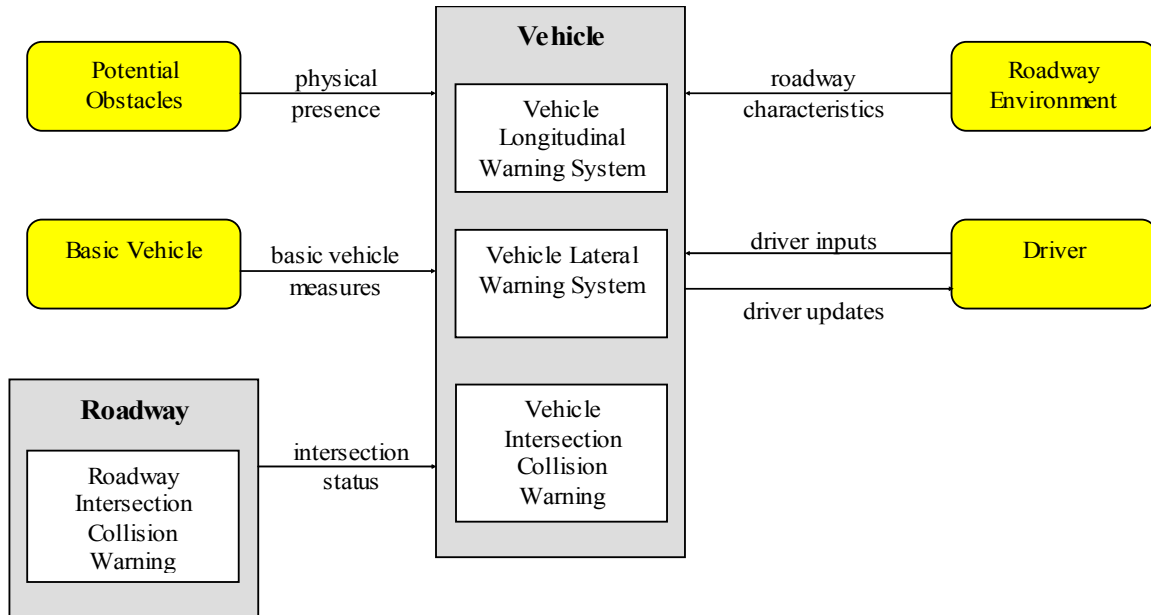 Vehicle
Potential
Obstacles
physical
presence
Vehicle
Longitudinal
Warning System
roadway
characteristics
Roadway
Environment
Basic Vehicle
basic vehicle
measures
Vehicle Lateral
Warning System
driver inputs
driver updates
Driver
Roadway
Roadway
Intersection
Collision
Warning
intersection
status
Vehicle
Intersection
Collision
Warning